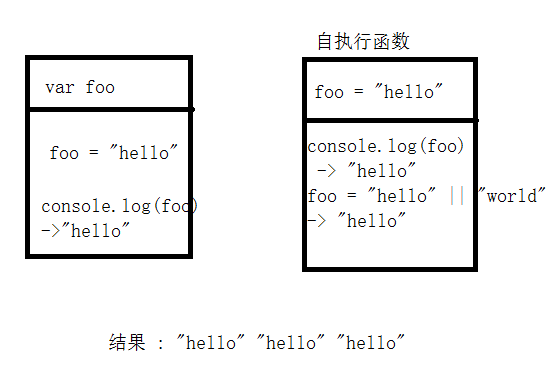 var foo
foo = "hello"
console.log(foo)
->"hello"
自执行函数
foo = "hello"
console.log(foo)
-> "hello"
foo = "hello" || "world"
-> "hello"
结果 : "hello" "hello" "hello"